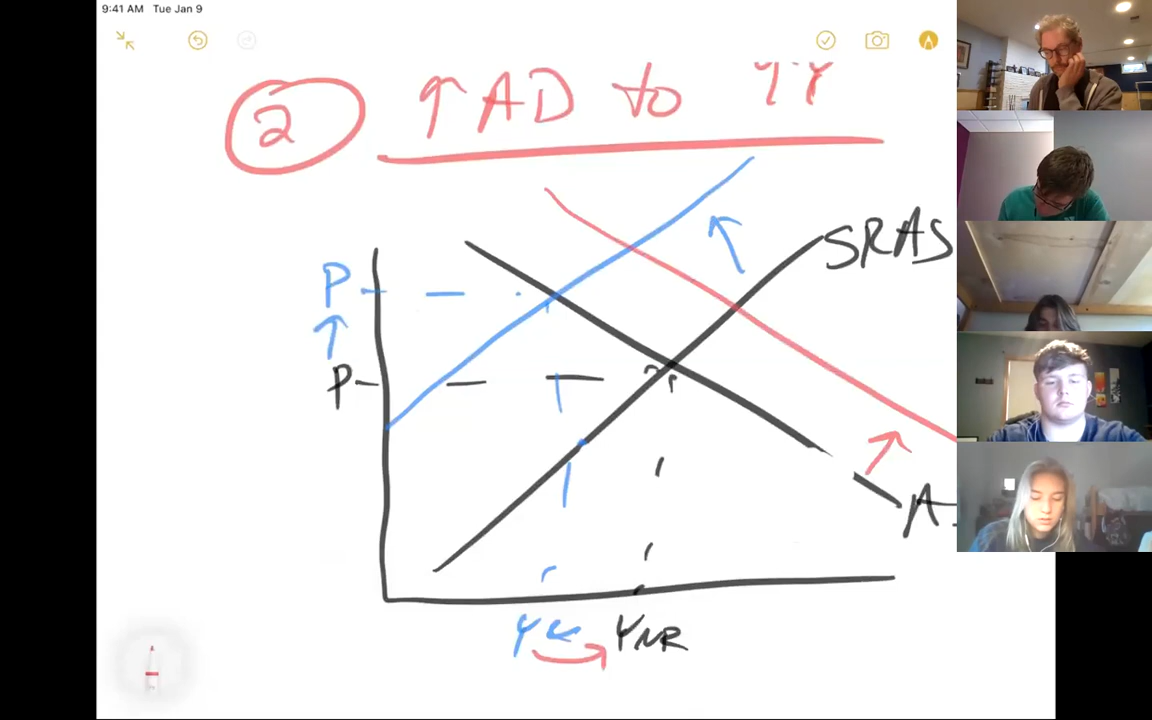 9:41 AM Tue Jan 9
2 ↑ AD to ↑Y
SRAS
P
↑
P
A
Y ← YNR